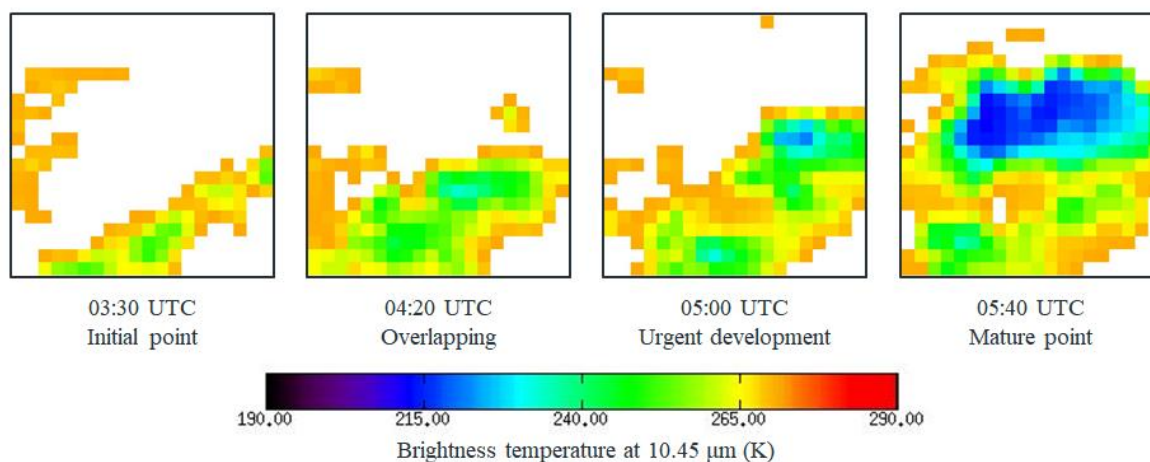 03:30 UTC
Initial point
04:20 UTC
Overlapping
05:00 UTC
Urgent development
05:40 UTC
Mature point
190.00 215.00 240.00 265.00 290.00
Brightness temperature at 10.45 μm (K)